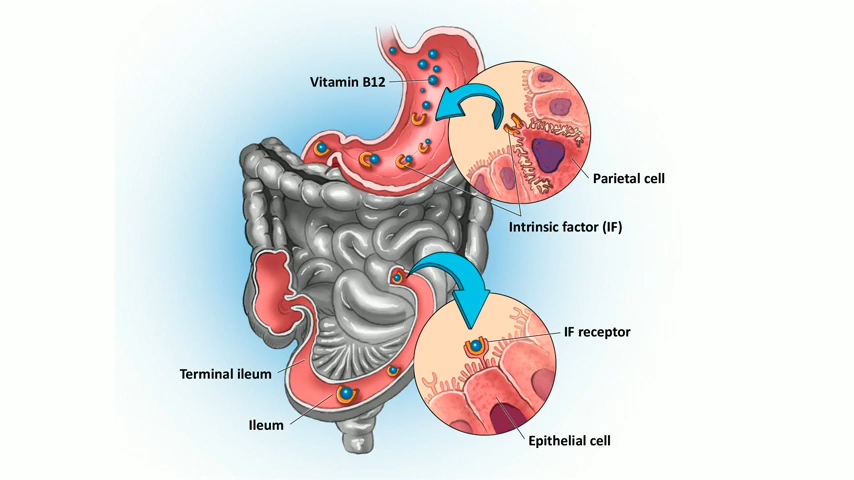 Vitamin B12
Parietal cell
Intrinsic factor (IF)
IF receptor
Terminal ileum
Ileum
Epithelial cell